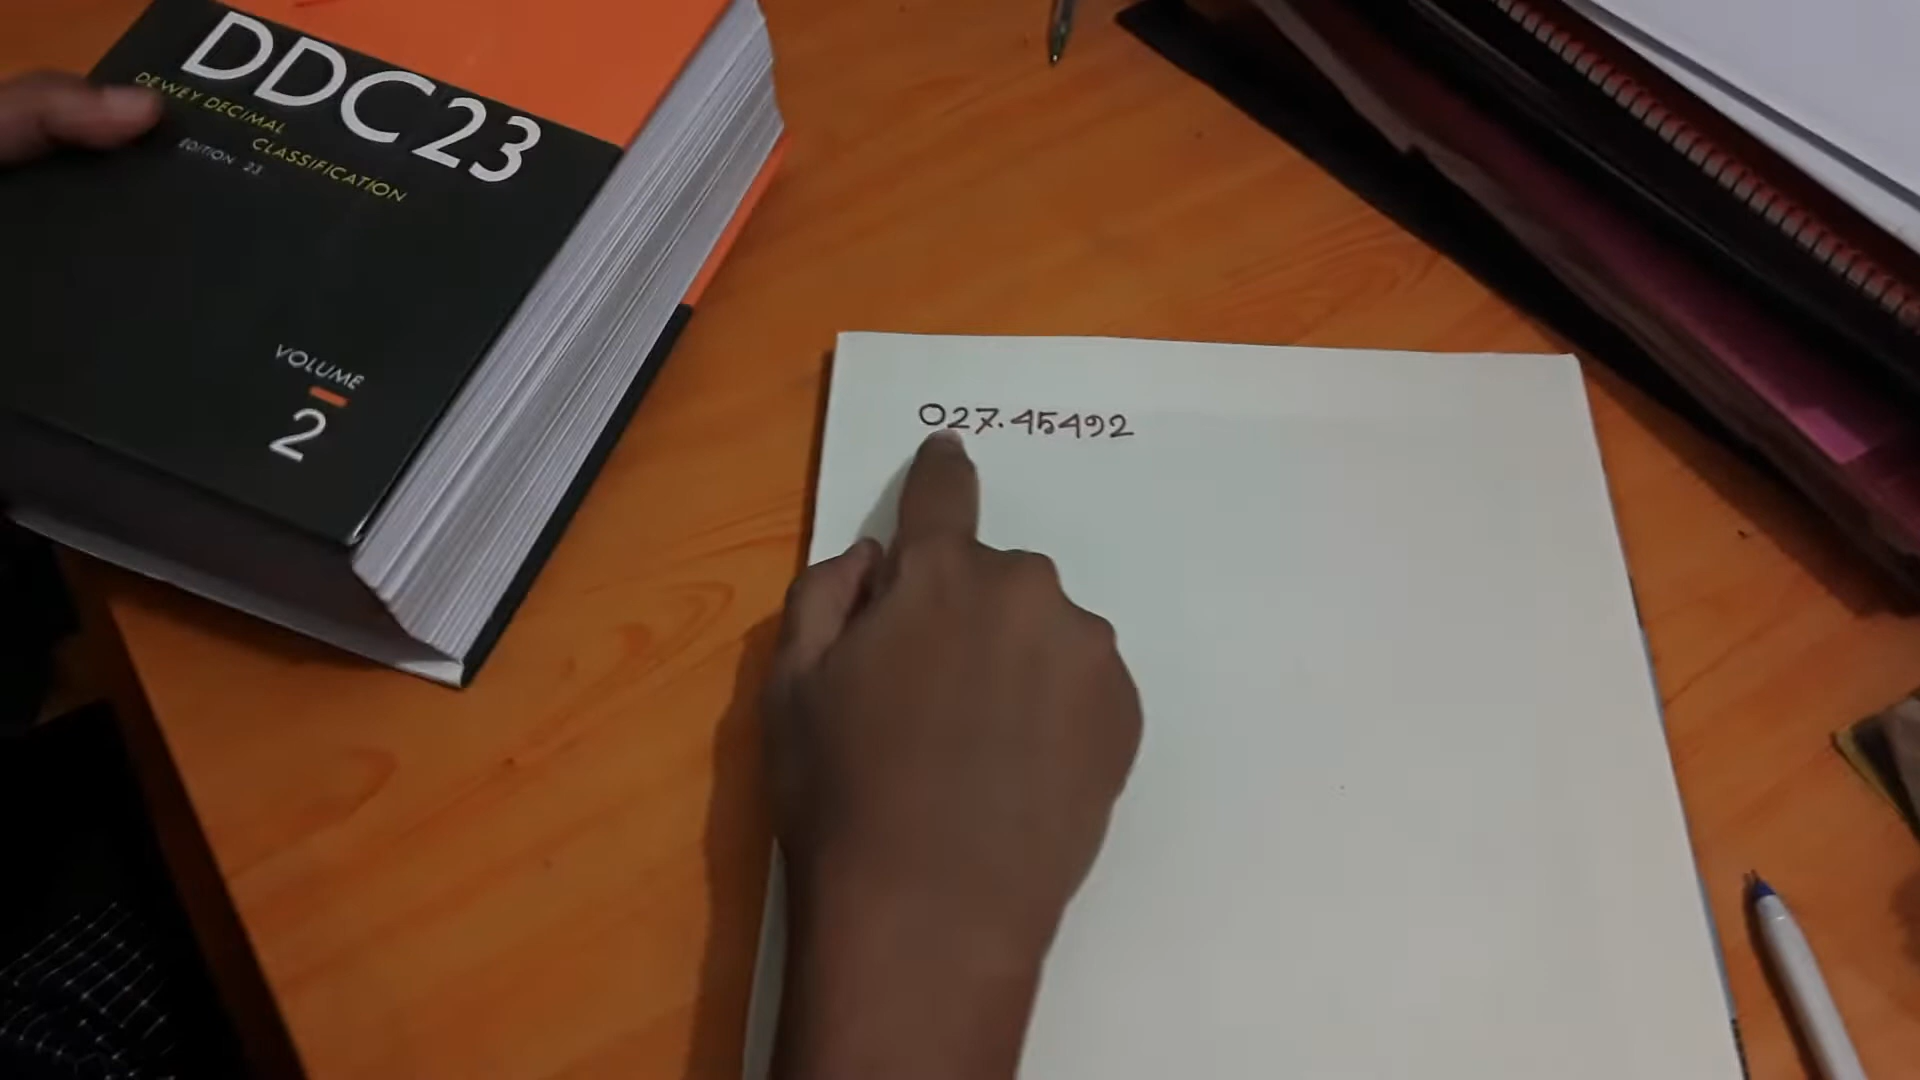 DDC23
DEWEY DECIMAL
CLASSIFICATION
EDITION 23
VOLUME
2
027.45492